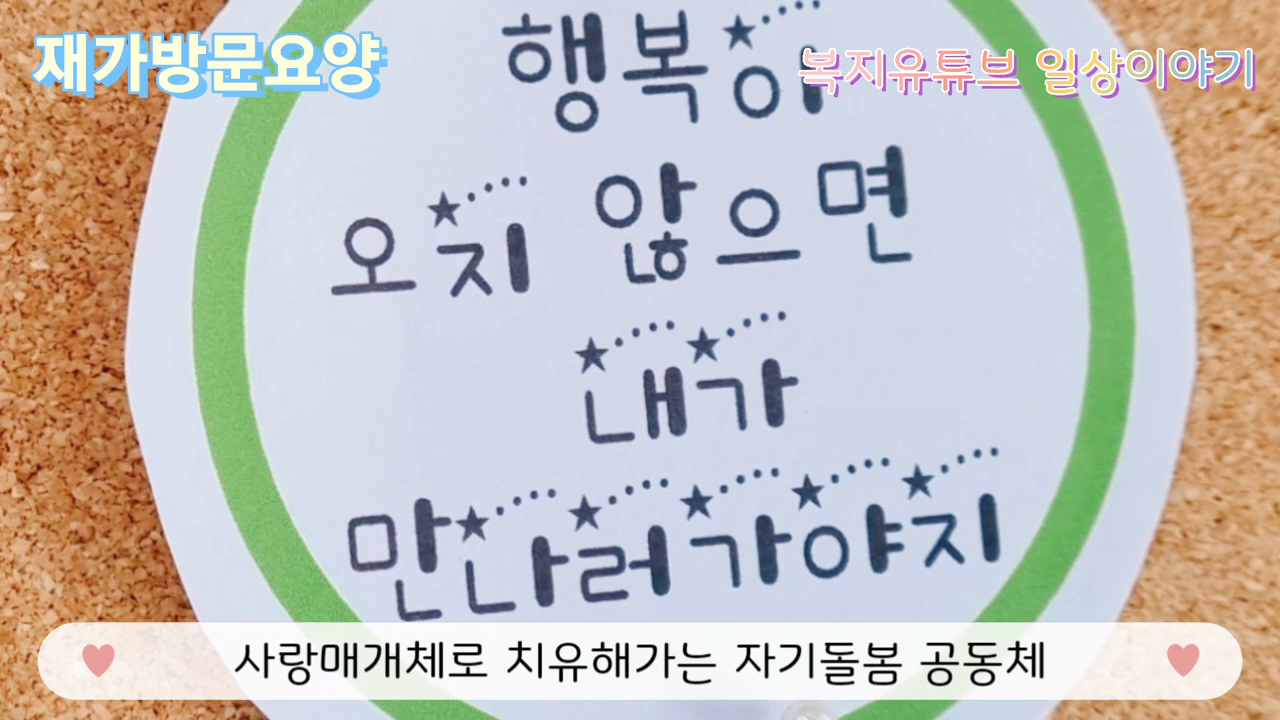 재가방문요양
복지유튜브 일상이야기
행복이
오지 않으면
내가
만나러가야지
사랑매개체로 치유해가는 자기돌봄 공동체